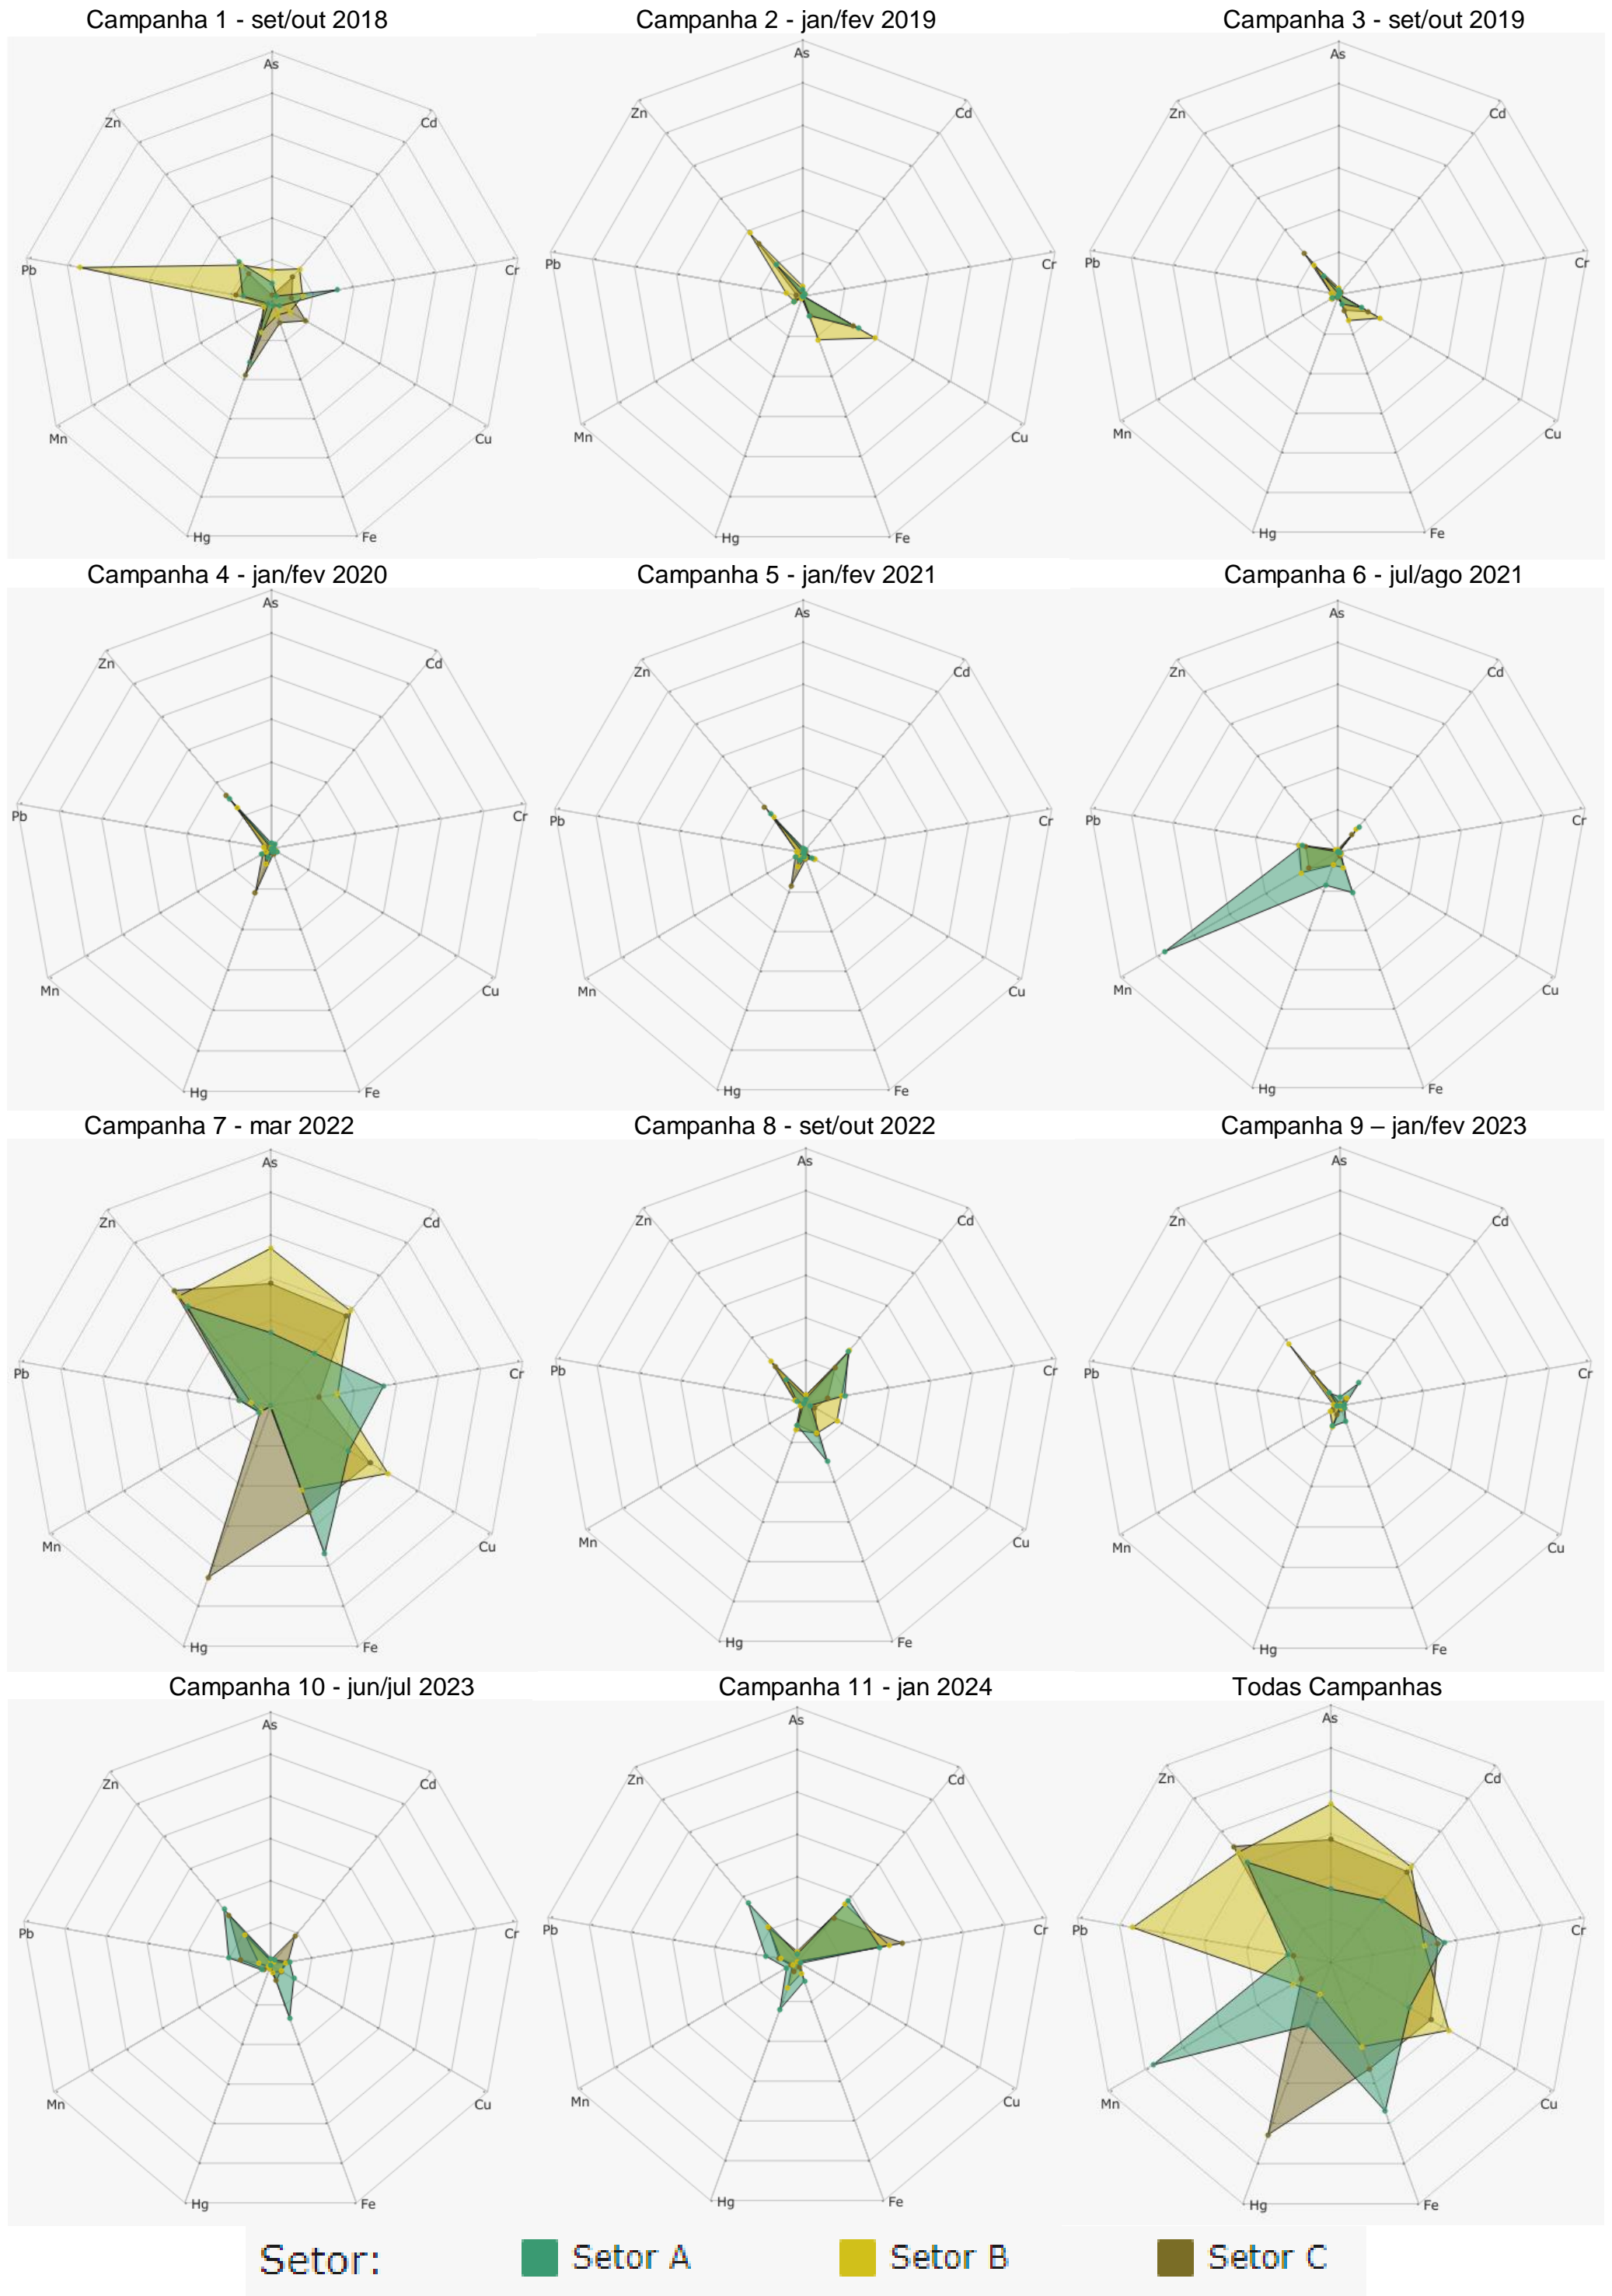 Campanha 1 - set/out 2018
As
Zn
Cd
Pb
Cr
Mn
Cu
Hg
Fe
Campanha 2 - jan/fev 2019
As
Zn
Cd
Pb
Cr
Mn
Cu
Hg
Fe
Campanha 3 - set/out 2019
As
Zn
Cd
Pb
Cr
Mn
Cu
Hg
Fe
Campanha 4 - jan/fev 2020
As
Zn
Cd
Pb
Cr
Mn
Cu
Hg
Fe
Campanha 5 - jan/fev 2021
As
Zn
Cd
Pb
Cr
Mn
Cu
Hg
Fe
Campanha 6 - jul/ago 2021
As
Zn
Cd
Pb
Cr
Mn
Cu
Hg
Fe
Campanha 7 - mar 2022
As
Zn
Cd
Pb
Cr
Mn
Cu
Hg
Fe
Campanha 8 - set/out 2022
As
Zn
Cd
Pb
Cr
Mn
Cu
Hg
Fe
Campanha 9 – jan/fev 2023
As
Zn
Cd
Pb
Cr
Mn
Cu
Hg
Fe
Campanha 10 - jun/jul 2023
As
Zn
Cd
Pb
Cr
Mn
Cu
Hg
Fe
Campanha 11 - jan 2024
As
Zn
Cd
Pb
Cr
Mn
Cu
Hg
Fe
Todas Campanhas
As
Zn
Cd
Pb
Cr
Mn
Cu
Hg
Fe
Setor: Setor A Setor B Setor C